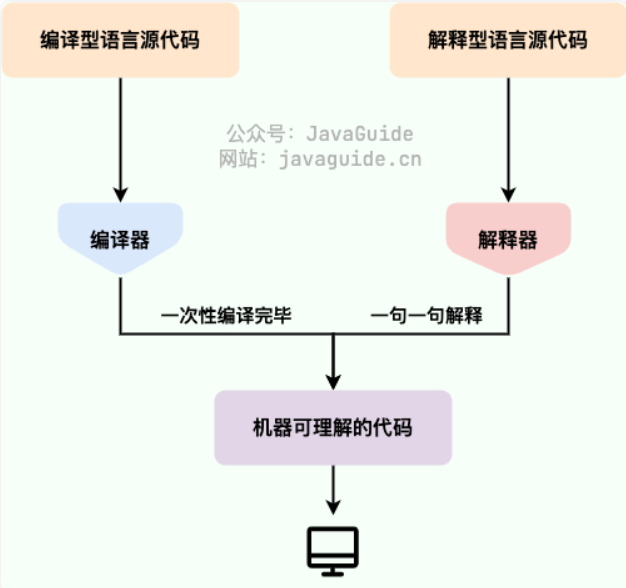 编译型语言源代码
解释型语言源代码
公众号：JavaGuide
网站：javaguide.cn
编译器
解释器
一次性编译完毕
一句一句解释
机器可理解的代码